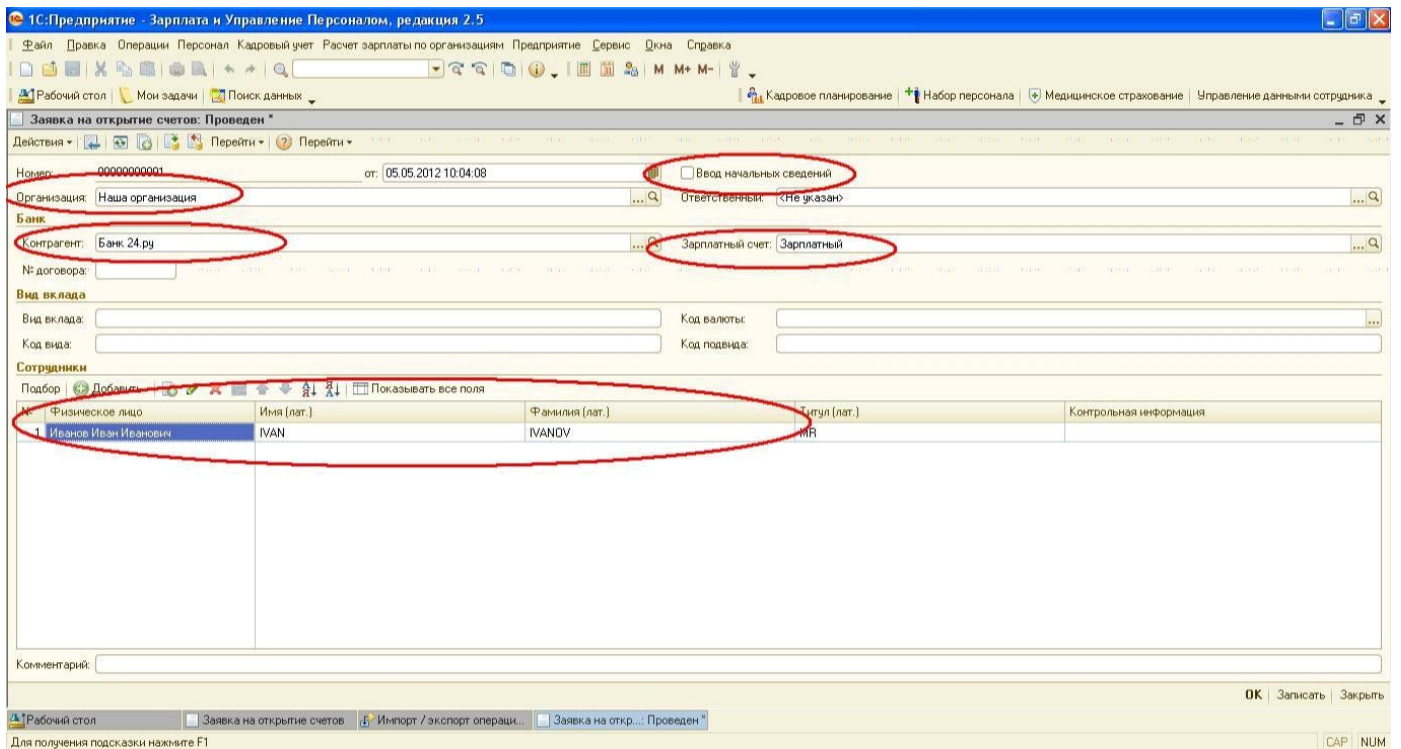 1С:Предприятие - Зарплата и Управление Персоналом, редакция 2.5
Файл Правка Операции Персонал Кадровый учет Расчет зарплаты по организациям Предприятие Сервис Окна Справка
M M+ M-
Рабочий стол Мои задачи Поиск данных Кадровое планирование Набор персонала Медицинское страхование Управление данными сотрудника
Заявка на открытие счетов: Проведен *
Действия Перейти Перейти
Номер: 00000000001 от: 05.05.2012 10:04:08 Ввод начальных сведений
Организация: Наша организация ... Ответственный: <Не указан> ...
Банк
Контрагент: Банк 24.ру ... Зарплатный счет: Зарплатный ...
№ договора:
Вид вклада
Вид вклада: Код валюты: ...
Код вида: Код подвида:
Сотрудники
Подбор Добавить Показывать все поля
№ Физическое лицо Имя (лат.) Фамилия (лат.) Титул (лат.) Контрольная информация
1 Иванов Иван Иванович IVAN IVANOV MR
Комментарий:
OK Записать Закрыть
Рабочий стол Заявка на открытие счетов Импорт / экспорт операци... Заявка на откр...: Проведен *
Для получения подсказки нажмите F1 CAP NUM